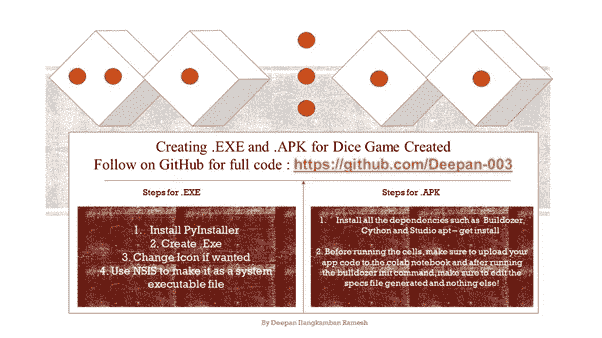 Creating .EXE and .APK for Dice Game Created
Follow on GitHub for full code : https://github.com/Deepan-003
Steps for .EXE
Steps for .APK
1. Install PyInstaller
2. Create .Exe
3. Change Icon if wanted
4. Use NSIS to make it as a system
executable file
1. Install all the dependencies such as Buildozer,
Cython and Studio apt – get install
2. Before running the cells, make sure to upload your
app code to the colab notebook and after running
the buildozer init command, make sure to edit the
specs file generated and nothing else!
By Deepan Ilangkamban Ramesh